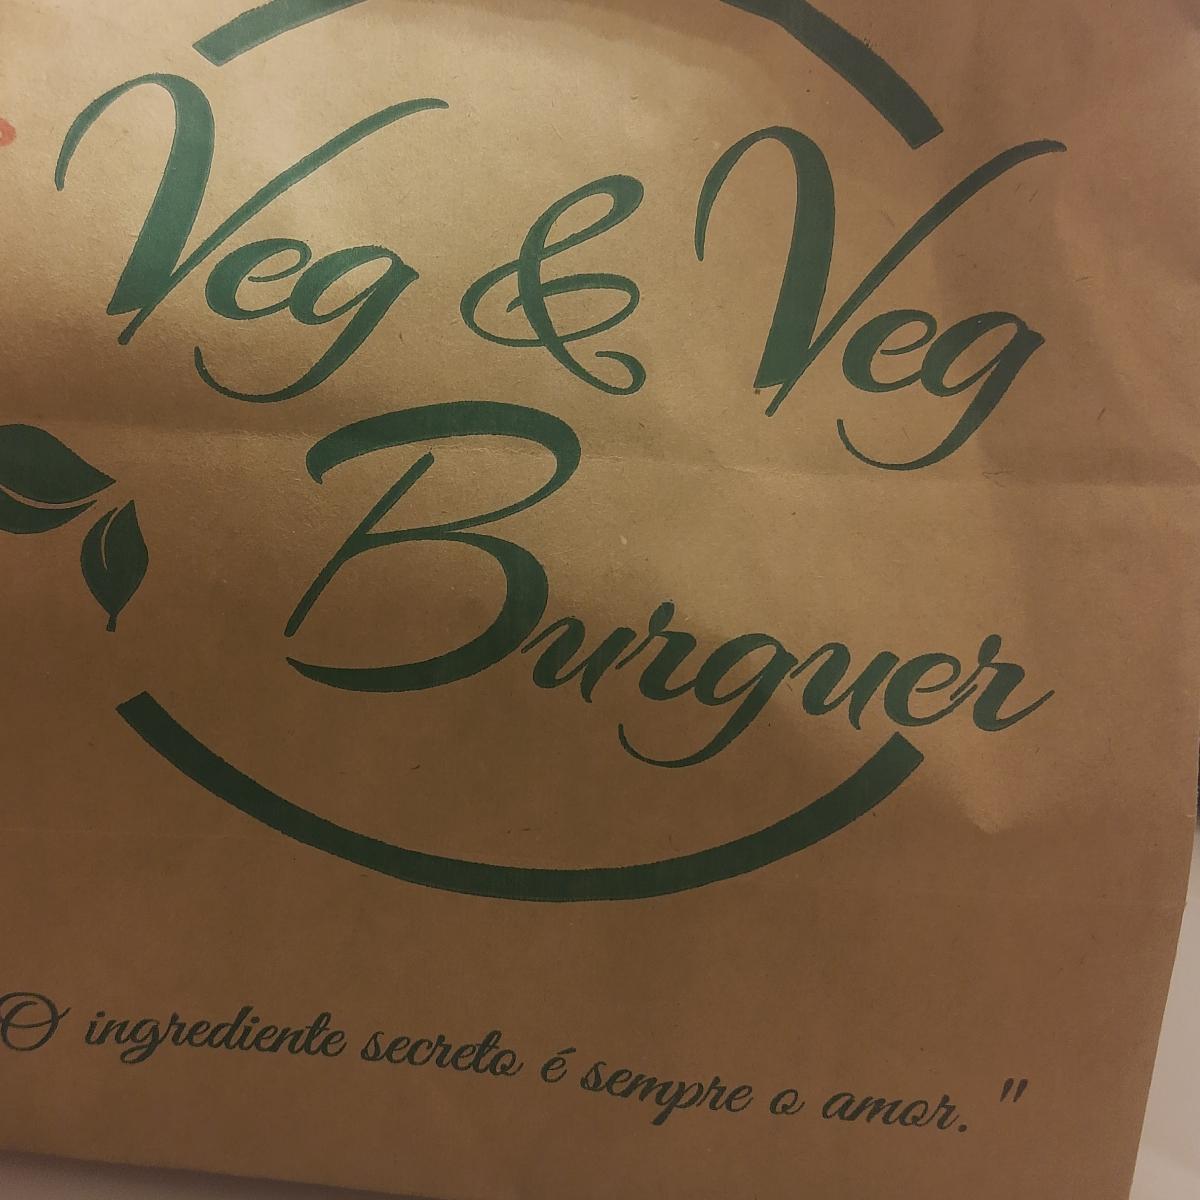 Veg & Veg
Burguer
O ingrediente secreto é sempre o amor."